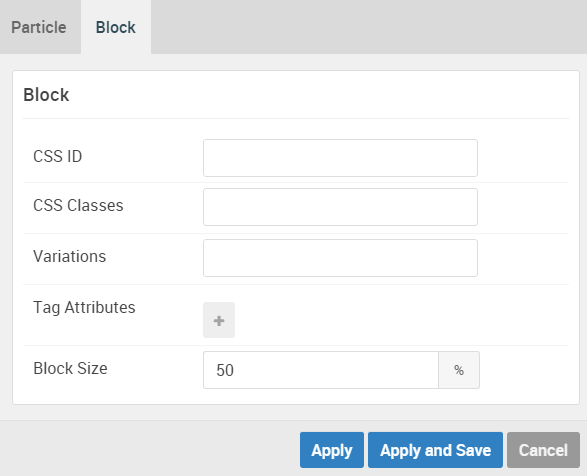 Particle Block
Block
CSS ID
CSS Classes
Variations
Tag Attributes
+
Block Size 50 %
Apply Apply and Save Cancel